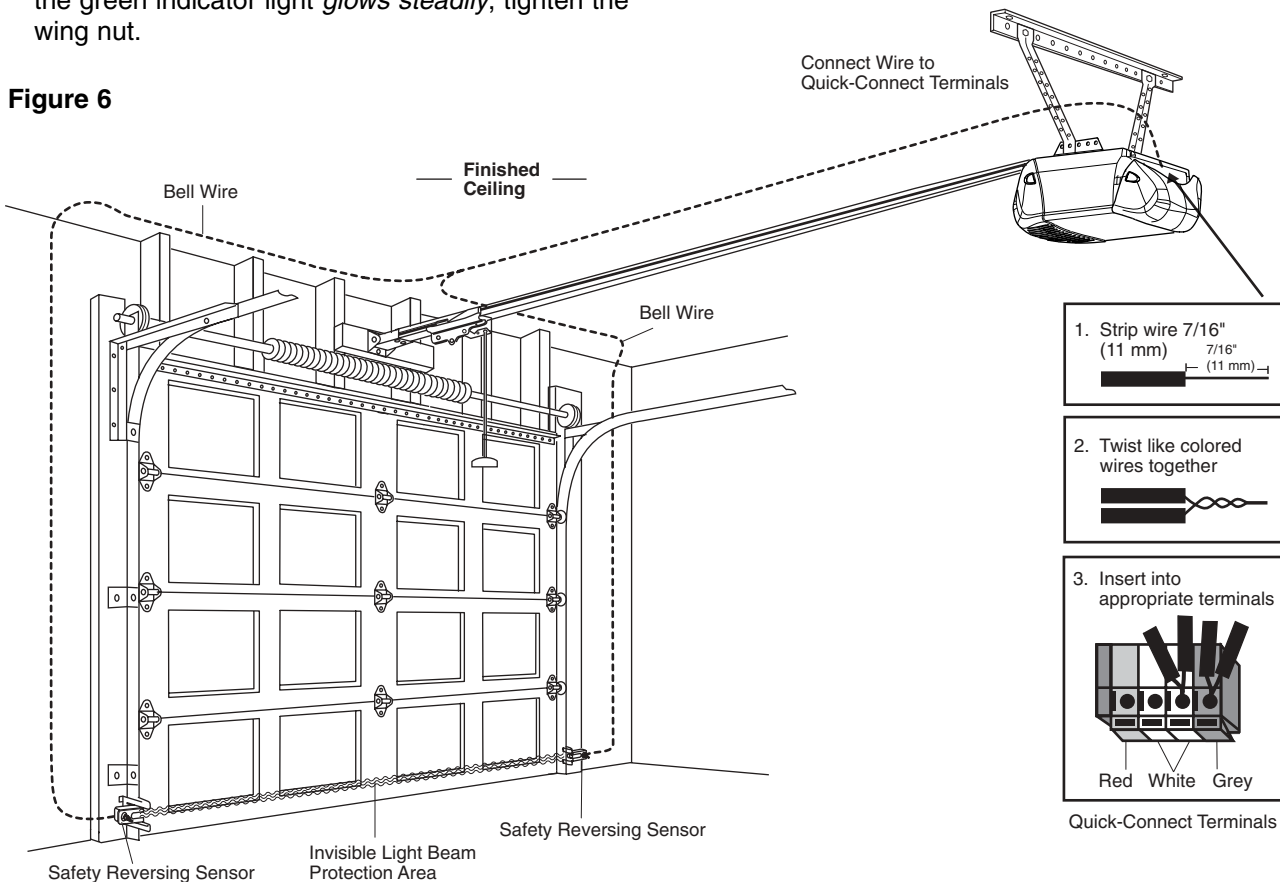 the green indicator light glows steadily, tighten the
wing nut.
Figure 6
Connect Wire to
Quick-Connect Terminals
Finished
Ceiling
Bell Wire
Bell Wire
1. Strip wire 7/16"
(11 mm)
7/16"
(11 mm)
2. Twist like colored
wires together
3. Insert into
appropriate terminals
Red White Grey
Quick-Connect Terminals
Safety Reversing Sensor
Invisible Light Beam
Protection Area
Safety Reversing Sensor